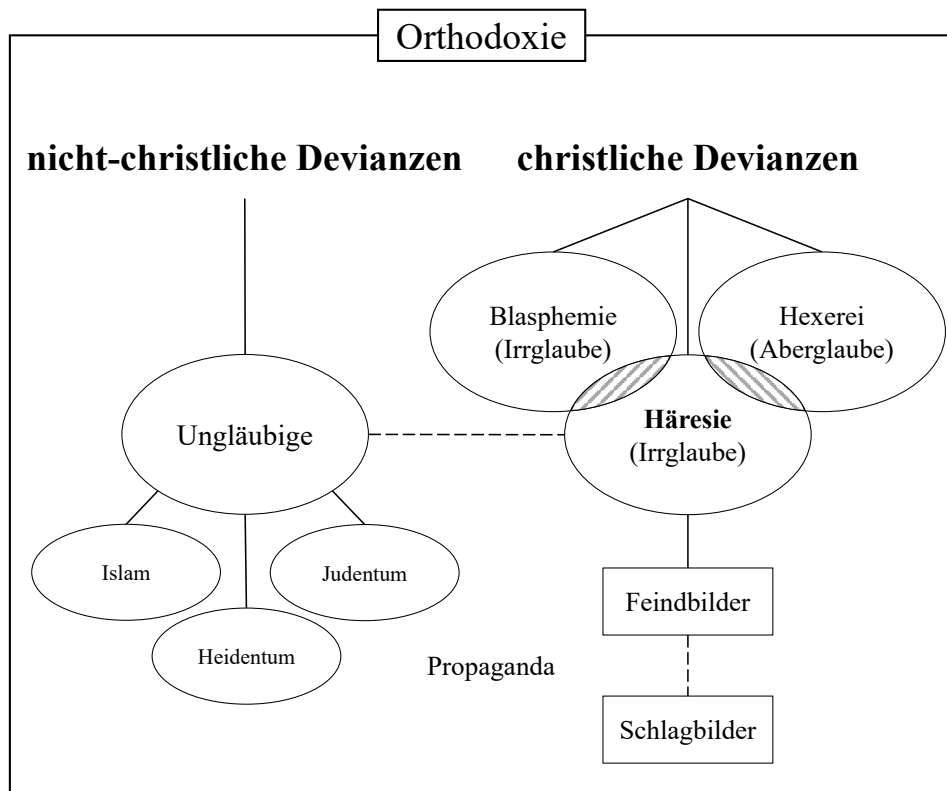 Orthodoxie
nicht-christliche Devianzen
christliche Devianzen
Blasphemie
(Irrglaube)
Hexerei
(Aberglaube)
Ungläubige
Häresie
(Irrglaube)
Islam
Judentum
Heidentum
Feindbilder
Propaganda
Schlagbilder